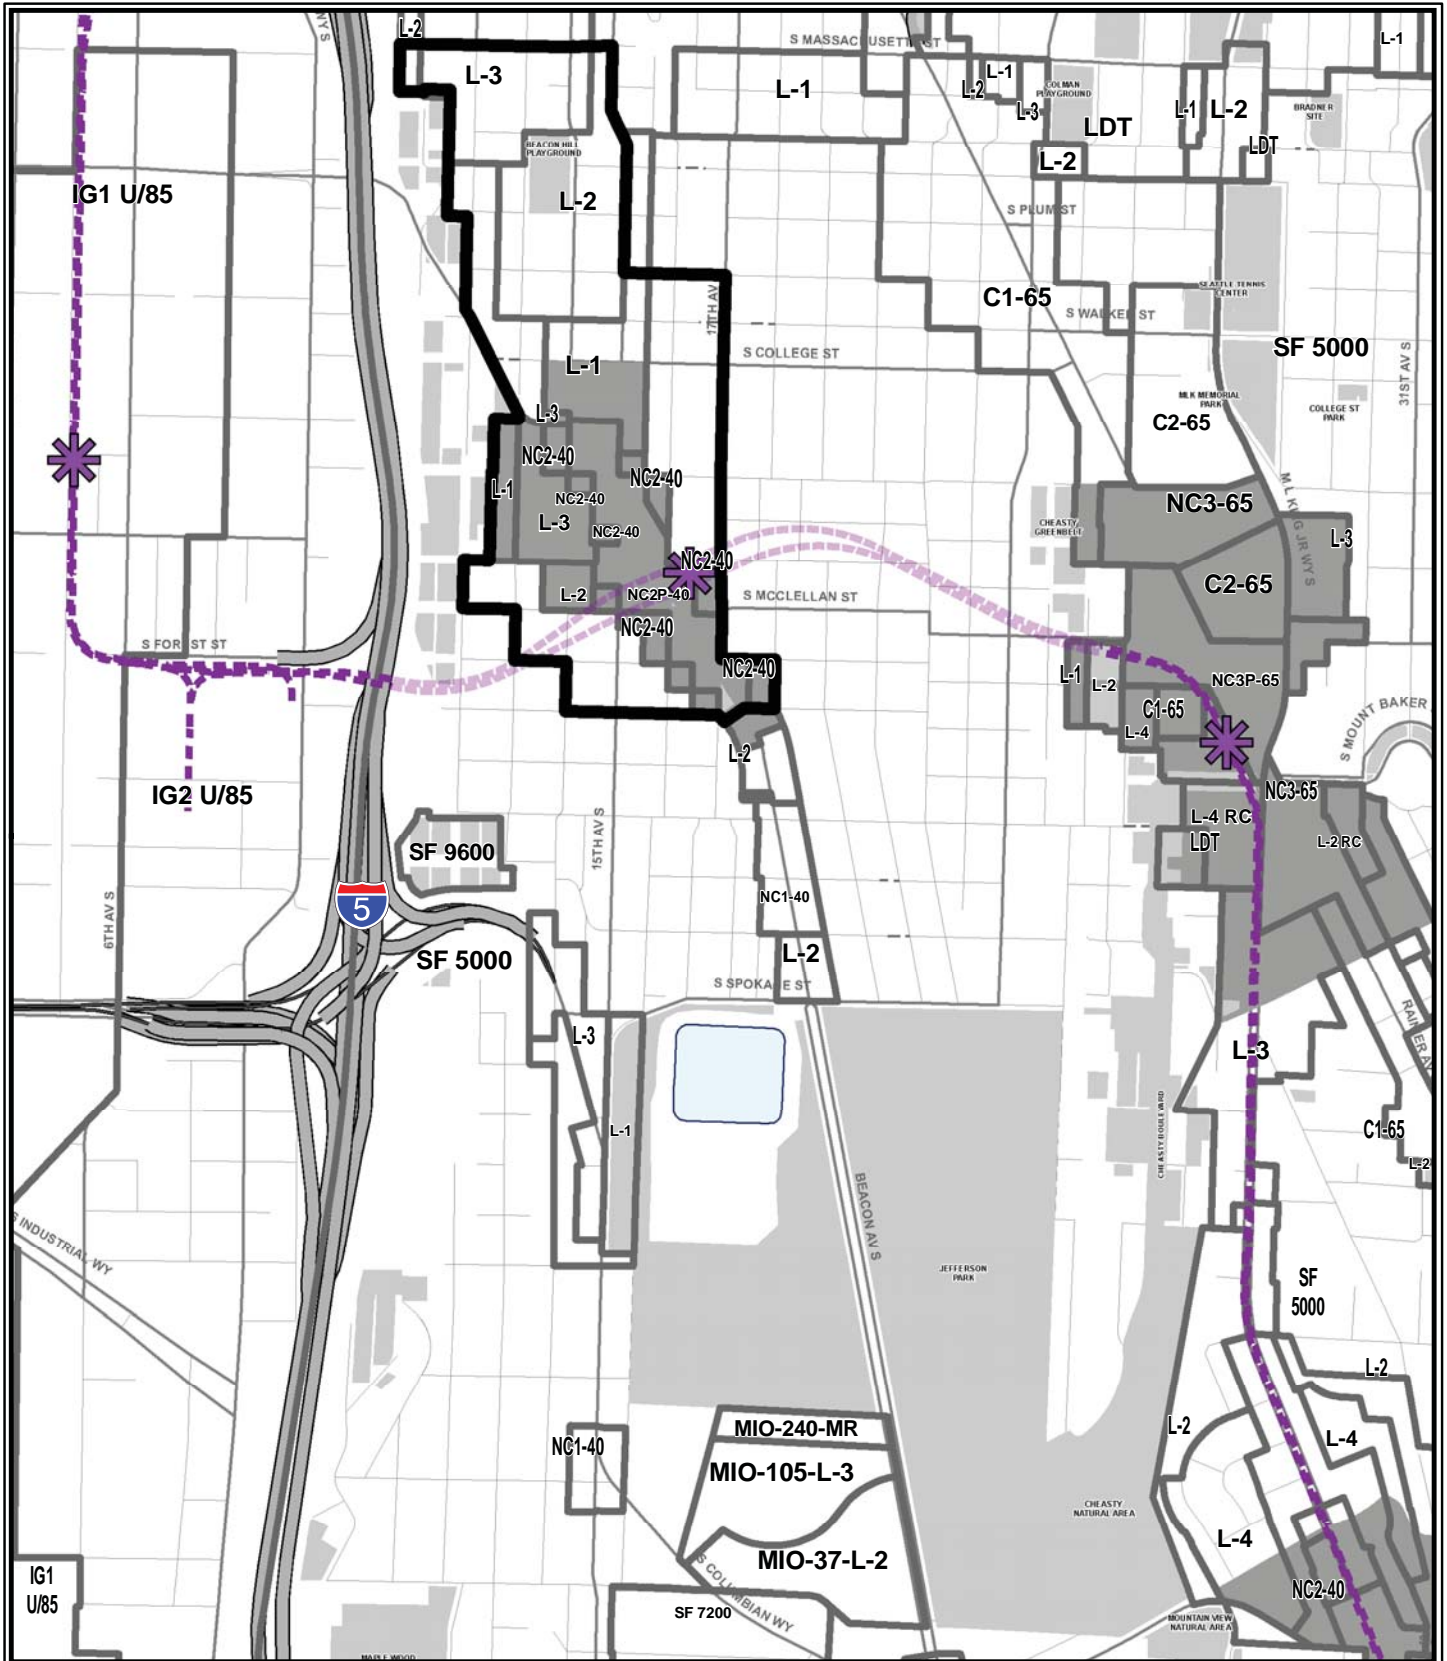 L-2
WY S
S MASSACHUSETTS ST
L-1
L-3
L-1
L-1
L-2
L-3
COLMAN
PLAYGROUND
LDT
L-1
L-2
LDT
BRADNER
SITE
BEACON HILL
PLAYGROUND
L-2
L-2
IG1 U/85
S PLUM ST
C1-65
SEATTLE TENNIS
CENTER
S WALKER ST
17TH AV
S COLLEGE ST
SF 5000
31ST AV S
L-1
MLK MEMORIAL
PARK
COLLEGE ST
PARK
C2-65
L-3
NC2-40
NC2-40
L-1
NC2-40
L-3
NC2-40
NC3-65
M L KING JR WY S
CHEASTY
GREENBELT
L-3
NC2-40
C2-65
L-2
NC2P-40
S MCCLELLAN ST
NC2-40
S FOREST ST
NC2-40
L-1
L-2
NC3P-65
C1-65
L-4
S MOUNT BAKER
L-2
IG2 U/85
NC3-65
L-4 RC
LDT
L-2 RC
15TH AV S
SF 9600
NC1-40
6TH AV S
5
SF 5000
L-2
S SPOKANE ST
RAINIER AV
L-3
L-3
L-1
CHEASTY BOULEVARD
C1-65
L-2
BEACON AV S
S INDUSTRIAL WY
JEFFERSON
PARK
SF
5000
L-2
MIO-240-MR
L-2
L-4
NC1-40
MIO-105-L-3
CHEASTY
NATURAL AREA
L-4
MIO-37-L-2
IG1
U/85
NC2-40
S COLUMBIAN WY
SF 7200
MOUNTAIN VIEW
NATURAL AREA
MAPLE WOOD